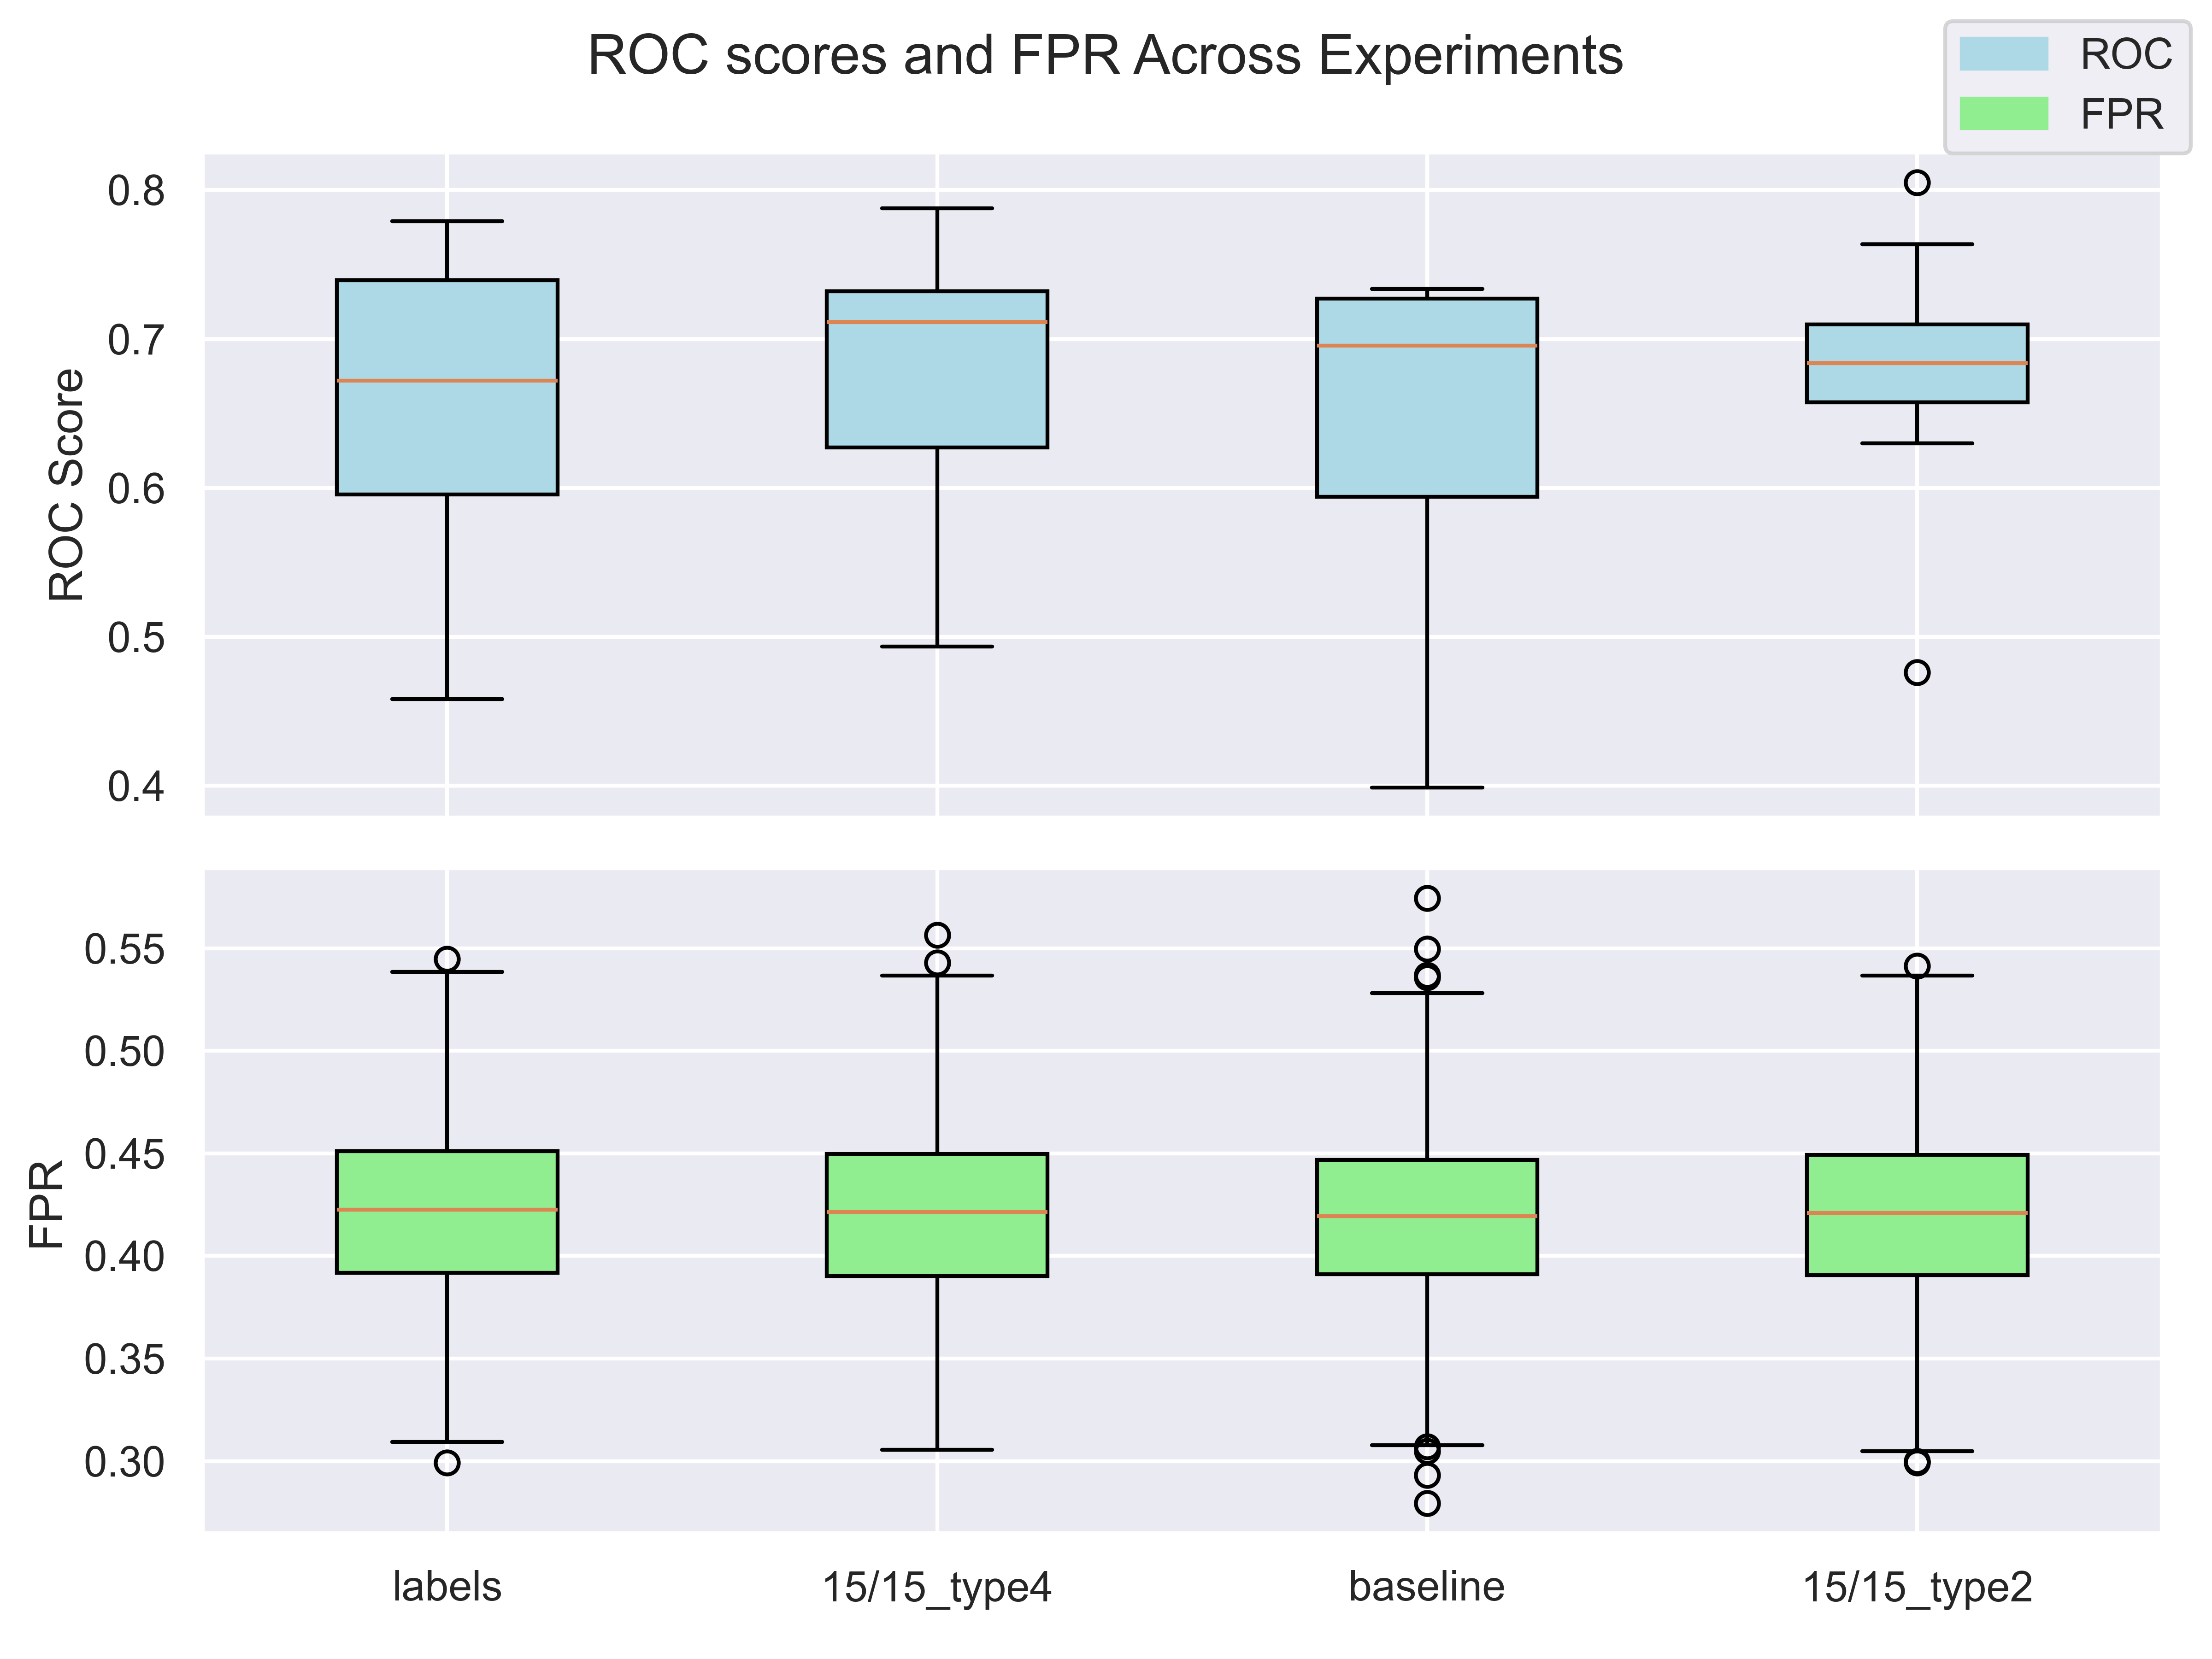 ROC scores and FPR Across Experiments
ROC
FPR
ROC Score
0.8
0.7
0.6
0.5
0.4
FPR
0.55
0.50
0.45
0.40
0.35
0.30
labels
15/15_type4
baseline
15/15_type2